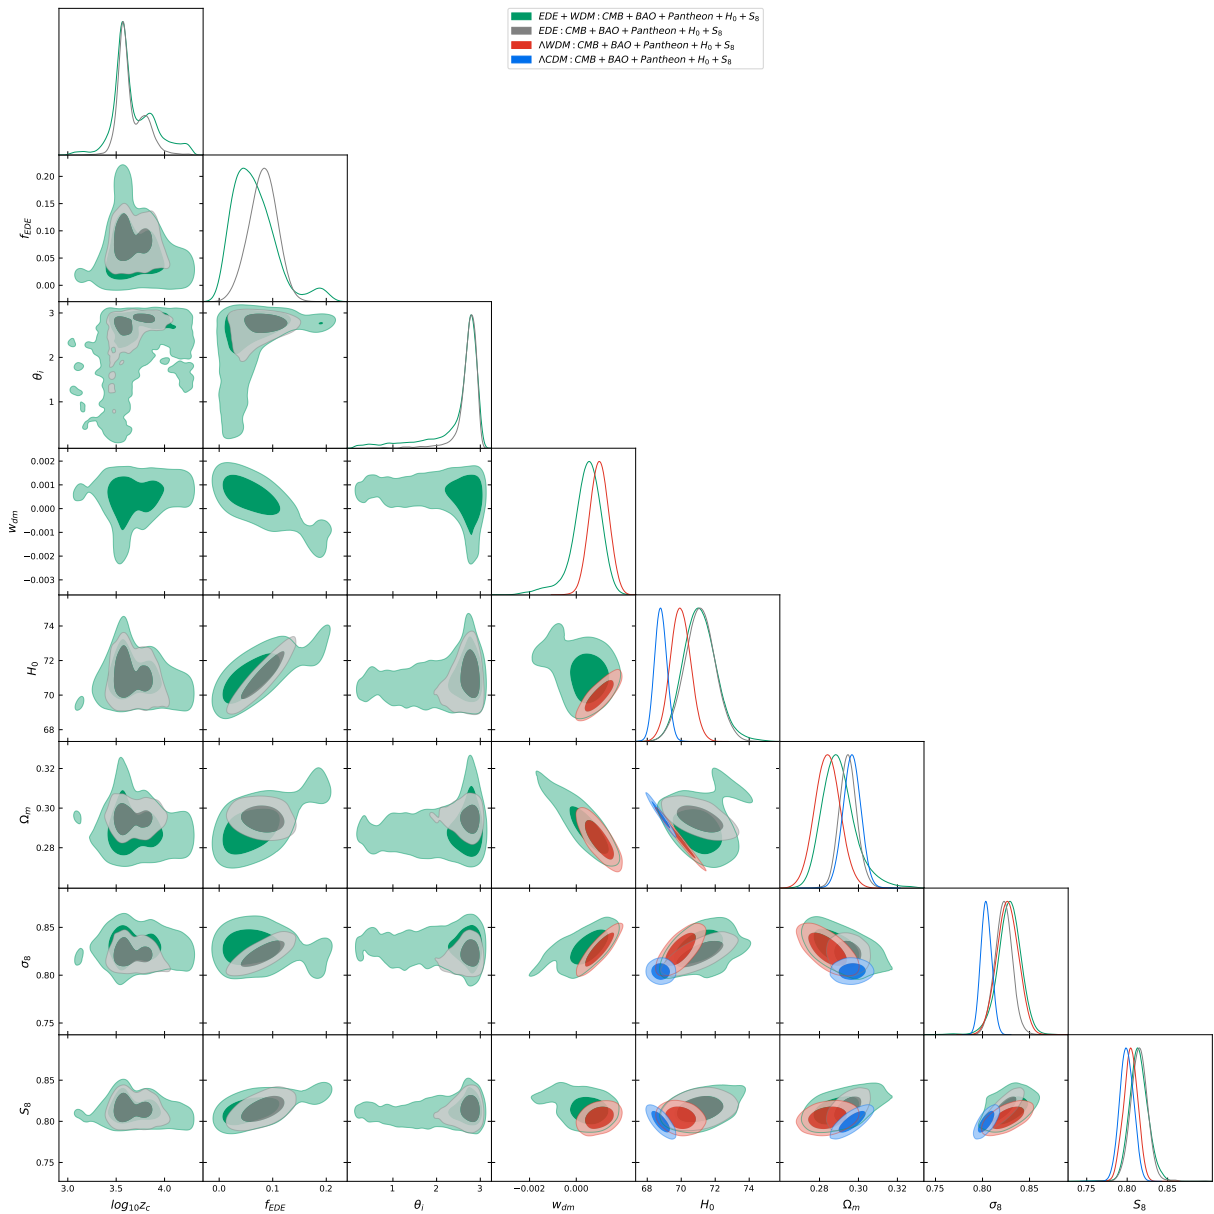 EDE + WDM : CMB + BAO + Pantheon + H₀ + S₈
EDE : CMB + BAO + Pantheon + H₀ + S₈
ΛWDM : CMB + BAO + Pantheon + H₀ + S₈
ΛCDM : CMB + BAO + Pantheon + H₀ + S₈
0.20
0.15
0.10
0.05
0.00
f_EDE
3
2
1
θᵢ
0.002
0.001
0.000
−0.001
−0.002
−0.003
w_dm
74
72
70
68
H₀
0.32
0.30
0.28
Ωₘ
0.85
0.80
0.75
σ₈
0.85
0.80
0.75
S₈
3.0 3.5 4.0
0.0 0.1 0.2
1 2 3
−0.002 0.000
68 70 72 74
0.28 0.30 0.32
0.75 0.80 0.85
0.75 0.80 0.85
log₁₀z_c
f_EDE
θᵢ
w_dm
H₀
Ωₘ
σ₈
S₈